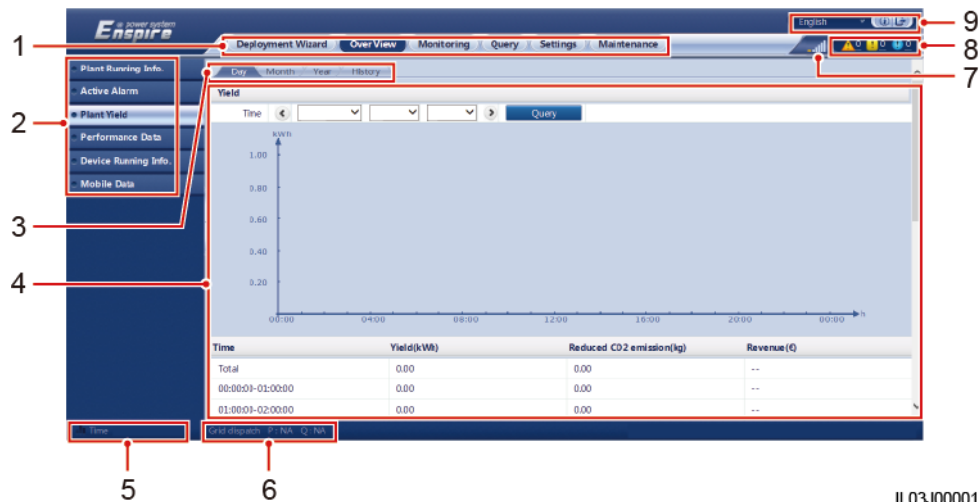 Enspire
e power system
English
9
1
Deployment Wizard Over View Monitoring Query Settings Maintenance
0 0 0
8
7
Plant Running Info.
Active Alarm
Plant Yield
Performance Data
Device Running Info.
Mobile Data
2
Day Month Year History
3
Yield
Time Query
kWh
1.00
0.80
0.60
0.40
0.20
00:00 04:00 08:00 12:00 16:00 20:00 00:00 h
4
Time Yield(kWh) Reduced CO2 emission(kg) Revenue(€)
Total 0.00 0.00 --
00:00:00-01:00:00 0.00 0.00 --
01:00:00-02:00:00 0.00 0.00 --
Time
Grid dispatch P : NA Q : NA
5
6
IL03J00001